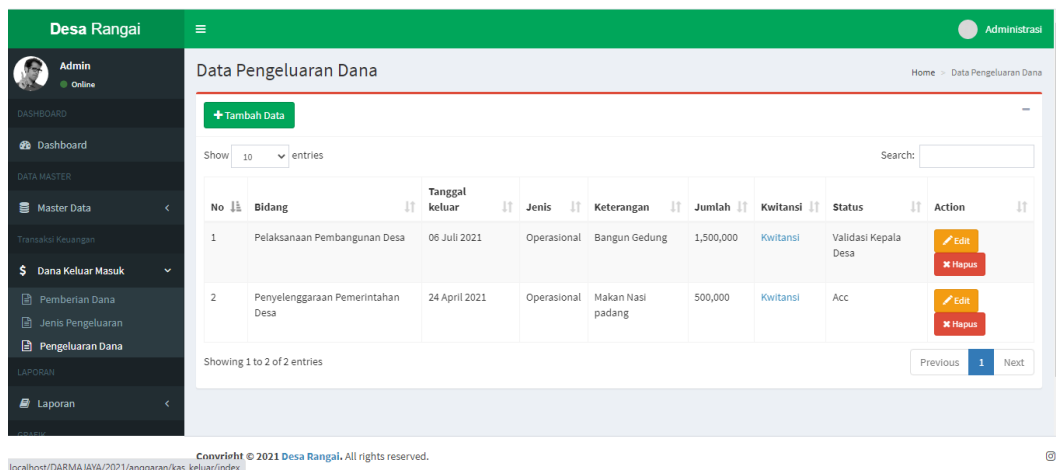 Desa Rangai
Administrasi
Admin
Online
Data Pengeluaran Dana
Home > Data Pengeluaran Dana
DASHBOARD
Dashboard
DATA MASTER
Master Data
Transaksi Keuangan
$ Dana Keluar Masuk
Pemberian Dana
Jenis Pengeluaran
Pengeluaran Dana
LAPORAN
Laporan
GRAFIK
+ Tambah Data
Show 10 entries
Search:
No Bidang Tanggal keluar Jenis Keterangan Jumlah Kwitansi Status Action
1 Pelaksanaan Pembangunan Desa 06 Juli 2021 Operasional Bangun Gedung 1,500,000 Kwitansi Validasi Kepala Desa Edit Hapus
2 Penyelenggaraan Pemerintahan Desa 24 April 2021 Operasional Makan Nasi padang 500,000 Kwitansi Acc Edit Hapus
Showing 1 to 2 of 2 entries
Previous 1 Next
Copyright © 2021 Desa Rangai. All rights reserved.
localhost/DARMAJAYA/2021/anggaran/kas_keluar/index